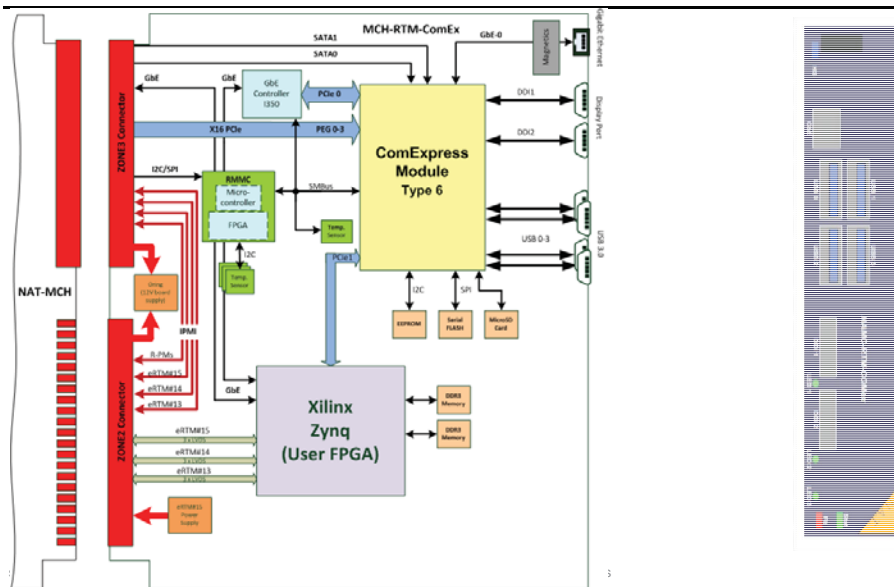 MCH-RTM-ComEx
SATA1
SATA0
GbE-0
Magnetics
Gigabit Ethernet
GbE
GbE
GbE
Controller
I350
PCIe 0
DDI1
Display Port
DDI2
ZONE3 Connector
X16 PCIe
PEG 0-3
ComExpress
Module
Type 6
I2C/SPI
RMMC
Micro-
controller
FPGA
SMBus
Temp.
Sensor
USB 0-3
USB 3.0
I2C
Temp.
Sensor
PCIe1
NAT-MCH
I2C
SPI
EEPROM
Serial
FLASH
MicroSD
Card
IPMI
R-PMs
eRTM#15
eRTM#14
eRTM#13
GbE
ZONE2 Connector
Xilinx
Zynq
(User FPGA)
DDR3
Memory
DDR3
Memory
eRTM#15
eRTM#14
eRTM#13
eRTM#15
Power
Supply